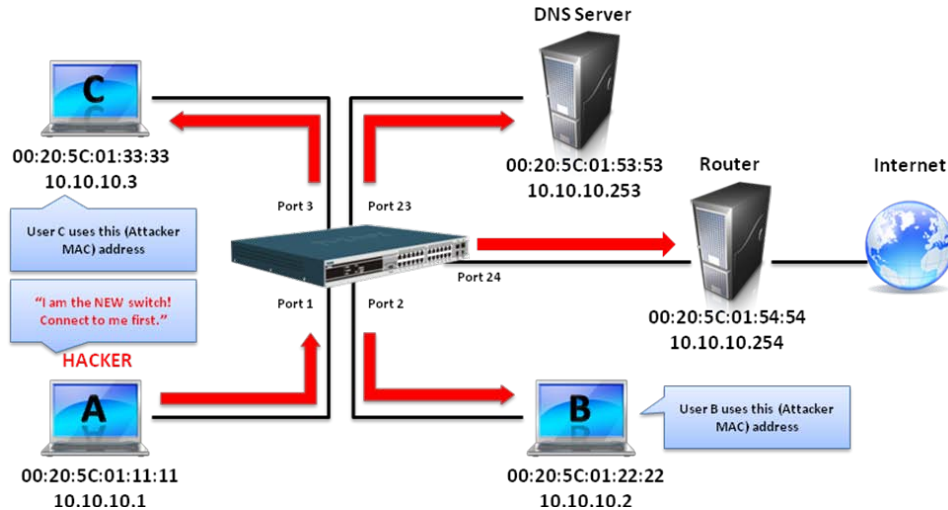 DNS Server
C
00:20:5C:01:33:33
10.10.10.3
00:20:5C:01:53:53
10.10.10.253
Router
Internet
User C uses this (Attacker
MAC) address
Port 3
Port 23
Port 24
“I am the NEW switch!
Connect to me first.”
Port 1
Port 2
00:20:5C:01:54:54
10.10.10.254
HACKER
A
00:20:5C:01:11:11
10.10.10.1
B
00:20:5C:01:22:22
10.10.10.2
User B uses this (Attacker
MAC) address